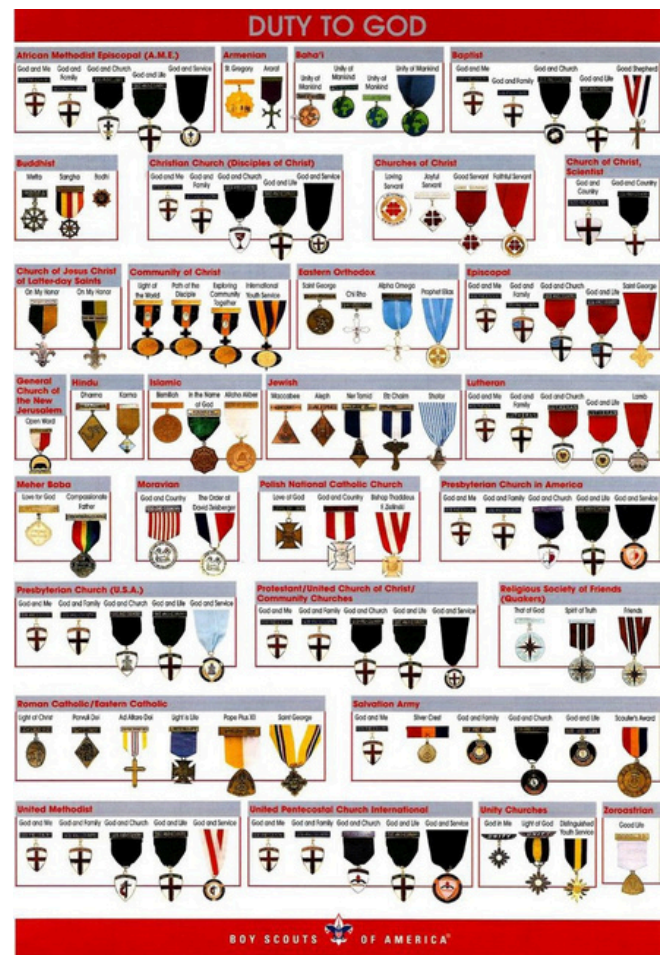 DUTY TO GOD
African Methodist Episcopal (A.M.E.)
God and Me
God and Family
God and Church
God and Life
God and Service
Armenian
St. Gregory
Ararat
Baha'i
Unity of Mankind
Unity of Mankind
Unity of Mankind
Unity of Mankind
Baptist
God and Me
God and Family
God and Church
God and Life
Good Shepherd
Buddhist
Metta
Sangha
Bodhi
Christian Church (Disciples of Christ)
God and Me
God and Family
God and Church
God and Life
God and Service
Churches of Christ
Loving Servant
Joyful Servant
Good Servant
Faithful Servant
Church of Christ, Scientist
God and Country
God and Country
Church of Jesus Christ of Latter-day Saints
On My Honor
On My Honor
Community of Christ
Light of the World
Path of the Disciple
Exploring Community Together
International Youth Service
Eastern Orthodox
Saint George
Chi Rho
Alpha Omega
Prophet Elias
Episcopal
God and Me
God and Family
God and Church
God and Life
Saint George
General Church of the New Jerusalem
Open Word
Hindu
Dharma
Karma
Islamic
Bismillah
In the Name of God
Allaho Akber
Jewish
Maccabee
Aleph
Ner Tamid
Etz Chaim
Shofar
Lutheran
God and Me
God and Family
God and Church
God and Life
Lamb
Meher Baba
Love for God
Compassionate Father
Moravian
God and Country
The Order of David Zeisberger
Polish National Catholic Church
Love of God
God and Country
Bishop Thaddeus F. Zielinski
Presbyterian Church in America
God and Me
God and Family
God and Church
God and Life
God and Service
Presbyterian Church (U.S.A.)
God and Me
God and Family
God and Church
God and Life
God and Service
Protestant/United Church of Christ/
Community Churches
God and Me
God and Family
God and Church
God and Life
God and Service
Religious Society of Friends (Quakers)
That of God
Spirit of Truth
Friends
Roman Catholic/Eastern Catholic
Light of Christ
Parvuli Dei
Ad Altare Dei
Light is Life
Pope Pius XII
Saint George
Salvation Army
God and Me
Silver Crest
God and Family
God and Church
God and Life
Scouter's Award
United Methodist
God and Me
God and Family
God and Church
God and Life
God and Service
United Pentecostal Church International
God and Me
God and Family
God and Church
God and Life
God and Service
Unity Churches
God in Me
Light of God
Distinguished Youth Service
Zoroastrian
Good Life
BOY SCOUTS OF AMERICA®